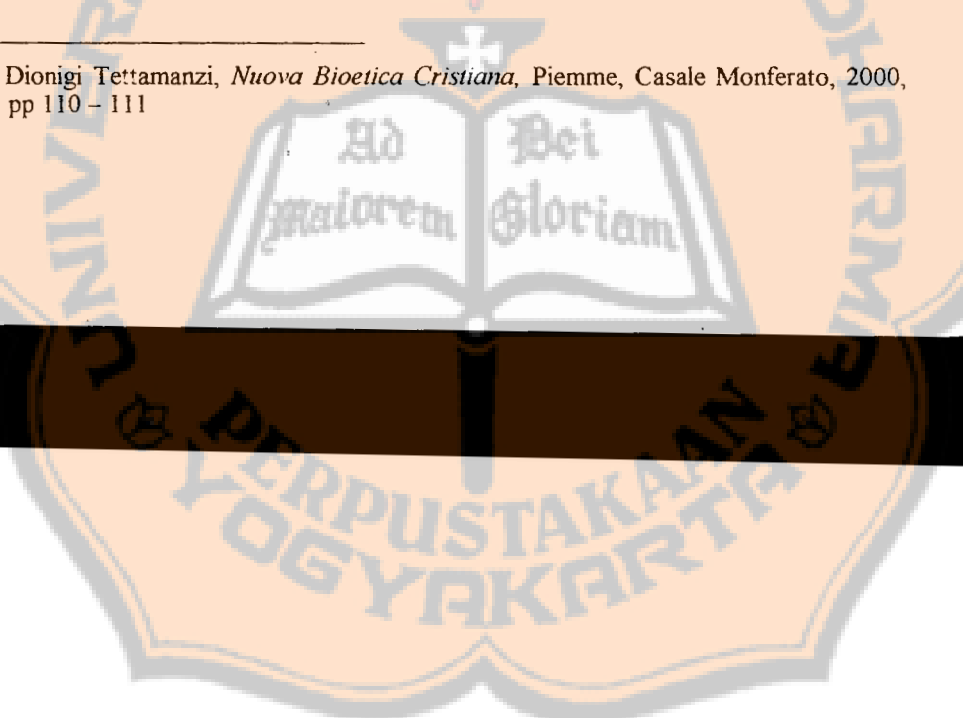 Dionigi Tettamanzi, Nuova Bioetica Cristiana, Piemme, Casale Monferato, 2000,
pp 110 – 111
Ad Dei
maiorem Gloriam
PERPUSTAKAAN
YOGYAKARTA